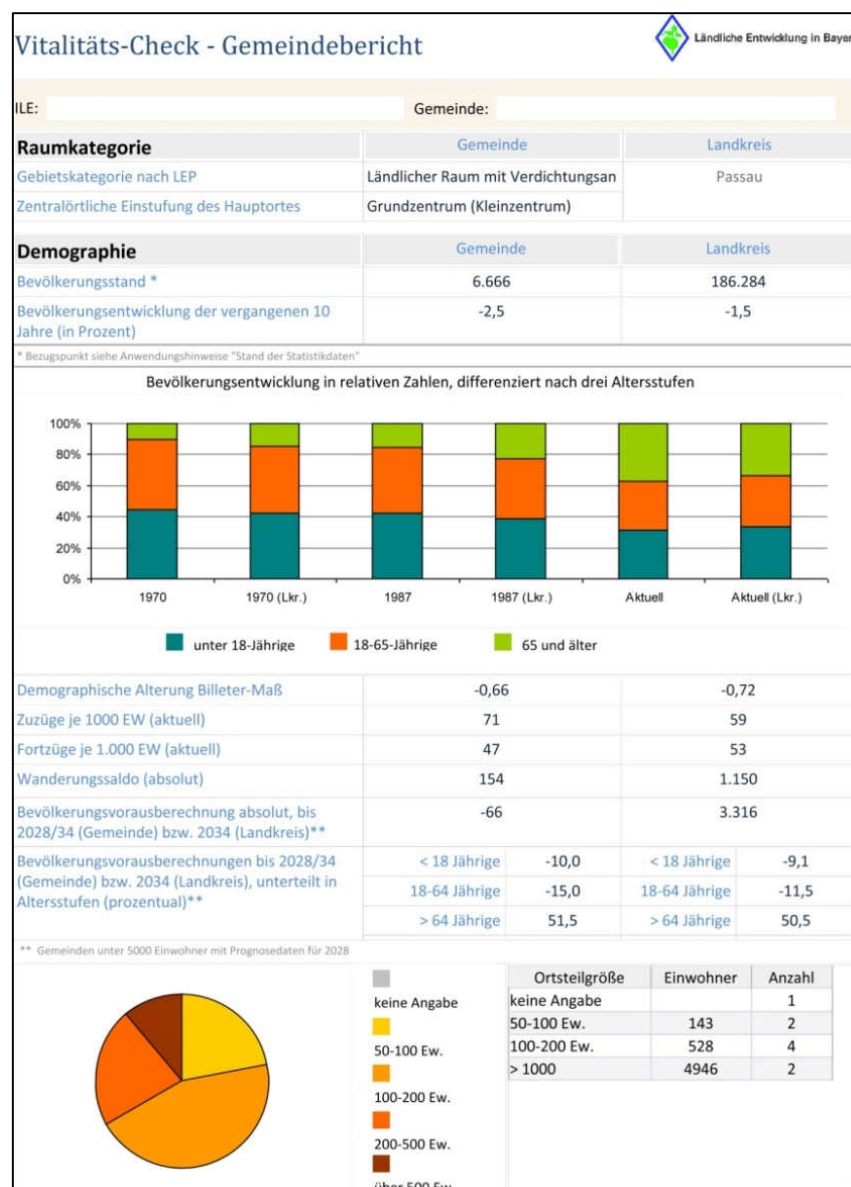 Vitalitäts-Check - Gemeindebericht
Ländliche Entwicklung in Bayer
ILE: Gemeinde:
Raumkategorie Gemeinde Landkreis
Gebietskategorie nach LEP Ländlicher Raum mit Verdichtungsan Passau
Zentralörtliche Einstufung des Hauptortes Grundzentrum (Kleinzentrum)
Demographie Gemeinde Landkreis
Bevölkerungsstand * 6.666 186.284
Bevölkerungsentwicklung der vergangenen 10
Jahre (in Prozent) -2,5 -1,5
* Bezugspunkt siehe Anwendungshinweise "Stand der Statistikdaten"
Bevölkerungsentwicklung in relativen Zahlen, differenziert nach drei Altersstufen
100%
80%
60%
40%
20%
0%
1970 1970 (Lkr.) 1987 1987 (Lkr.) Aktuell Aktuell (Lkr.)
unter 18-Jährige 18-65-Jährige 65 und älter
Demographische Alterung Billeter-Maß -0,66 -0,72
Zuzüge je 1000 EW (aktuell) 71 59
Fortzüge je 1.000 EW (aktuell) 47 53
Wanderungssaldo (absolut) 154 1.150
Bevölkerungsvorausberechnung absolut, bis
2028/34 (Gemeinde) bzw. 2034 (Landkreis)** -66 3.316
Bevölkerungsvorausberechnungen bis 2028/34
(Gemeinde) bzw. 2034 (Landkreis), unterteilt in
Altersstufen (prozentual)**
< 18 Jährige -10,0 < 18 Jährige -9,1
18-64 Jährige -15,0 18-64 Jährige -11,5
> 64 Jährige 51,5 > 64 Jährige 50,5
** Gemeinden unter 5000 Einwohner mit Prognosedaten für 2028
keine Angabe
50-100 Ew.
100-200 Ew.
200-500 Ew.
über 500 Ew.
Ortsteilgröße Einwohner Anzahl
keine Angabe 1
50-100 Ew. 143 2
100-200 Ew. 528 4
> 1000 4946 2